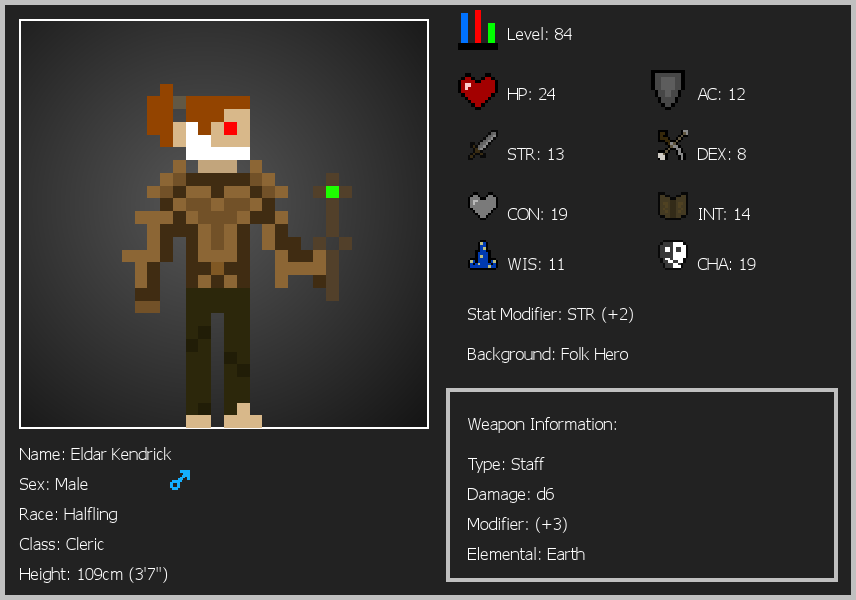 Level: 84
HP: 24
AC: 12
STR: 13
DEX: 8
CON: 19
INT: 14
WIS: 11
CHA: 19
Stat Modifier: STR (+2)
Background: Folk Hero
Weapon Information:
Type: Staff
Damage: d6
Modifier: (+3)
Elemental: Earth
Name: Eldar Kendrick
Sex: Male
Race: Halfling
Class: Cleric
Height: 109cm (3'7")